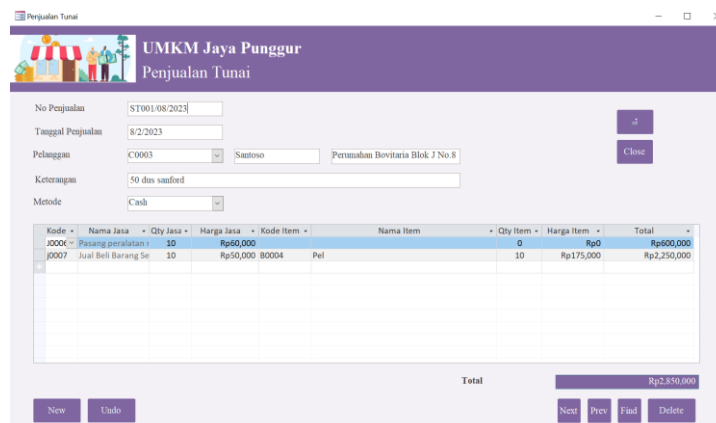 Penjualan Tunai
UMKM Jaya Punggur
Penjualan Tunai
No Penjualan ST001/08/2023
Tanggal Penjualan 8/2/2023
Pelanggan C0003 Santoso Perumahan Bovitaria Blok J No.8
Close
Keterangan 50 dus sanford
Metode Cash
Kode Nama Jasa Qty Jasa Harga Jasa Kode Item Nama Item Qty Item Harga Item Total
J0006 Pasang peralatan 10 Rp60,000 0 Rp0 Rp600,000
j0007 Jual Beli Barang Se 10 Rp50,000 B0004 Pel 10 Rp175,000 Rp2,250,000
Total Rp2,850,000
New Undo Next Prev Find Delete